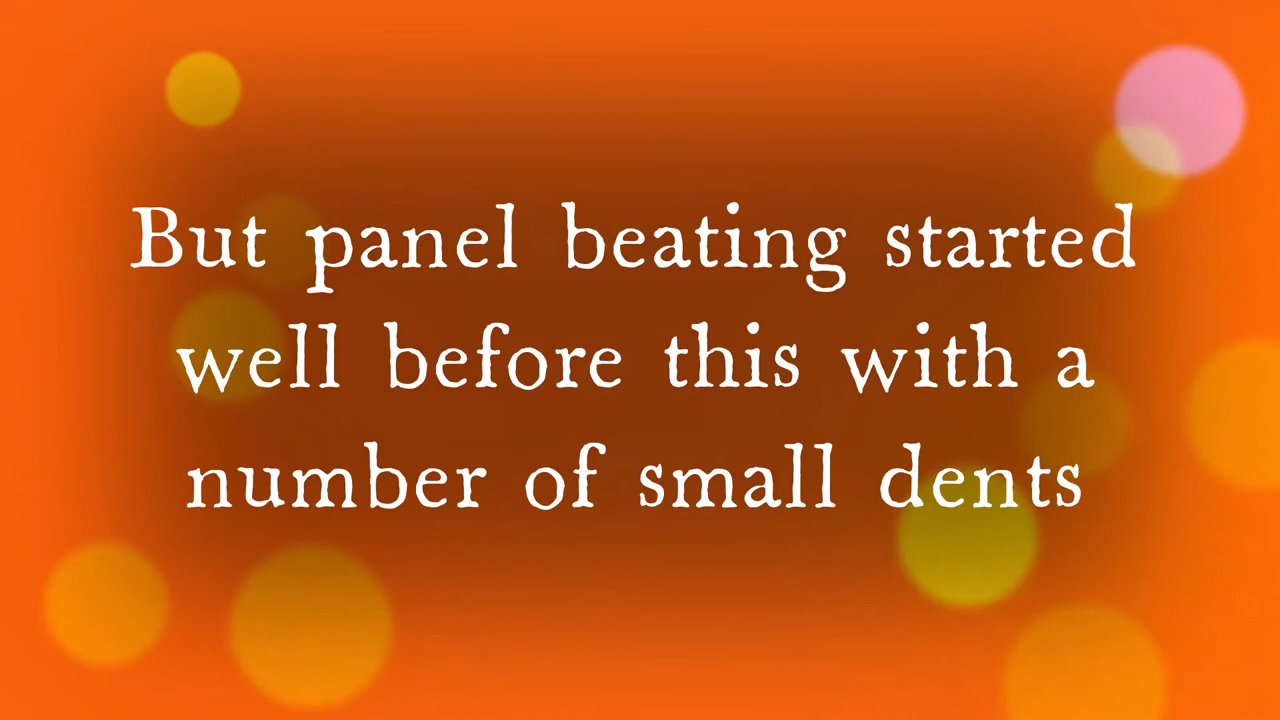 But panel beating started
well before this with a
number of small dents